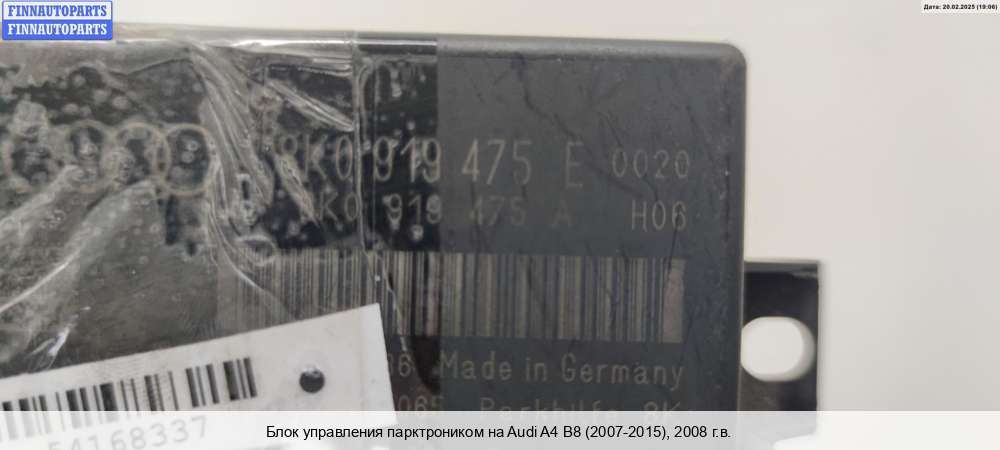 FINNAUTOPARTS
FINNAUTOPARTS
Дата: 20.02.2025 (19:06)
8K0 919 475 E 0020
8K0 919 475 A H06
Made in Germany
Parkhilfe 8K
54168337
Блок управления парктроником на Audi A4 B8 (2007-2015), 2008 г.в.